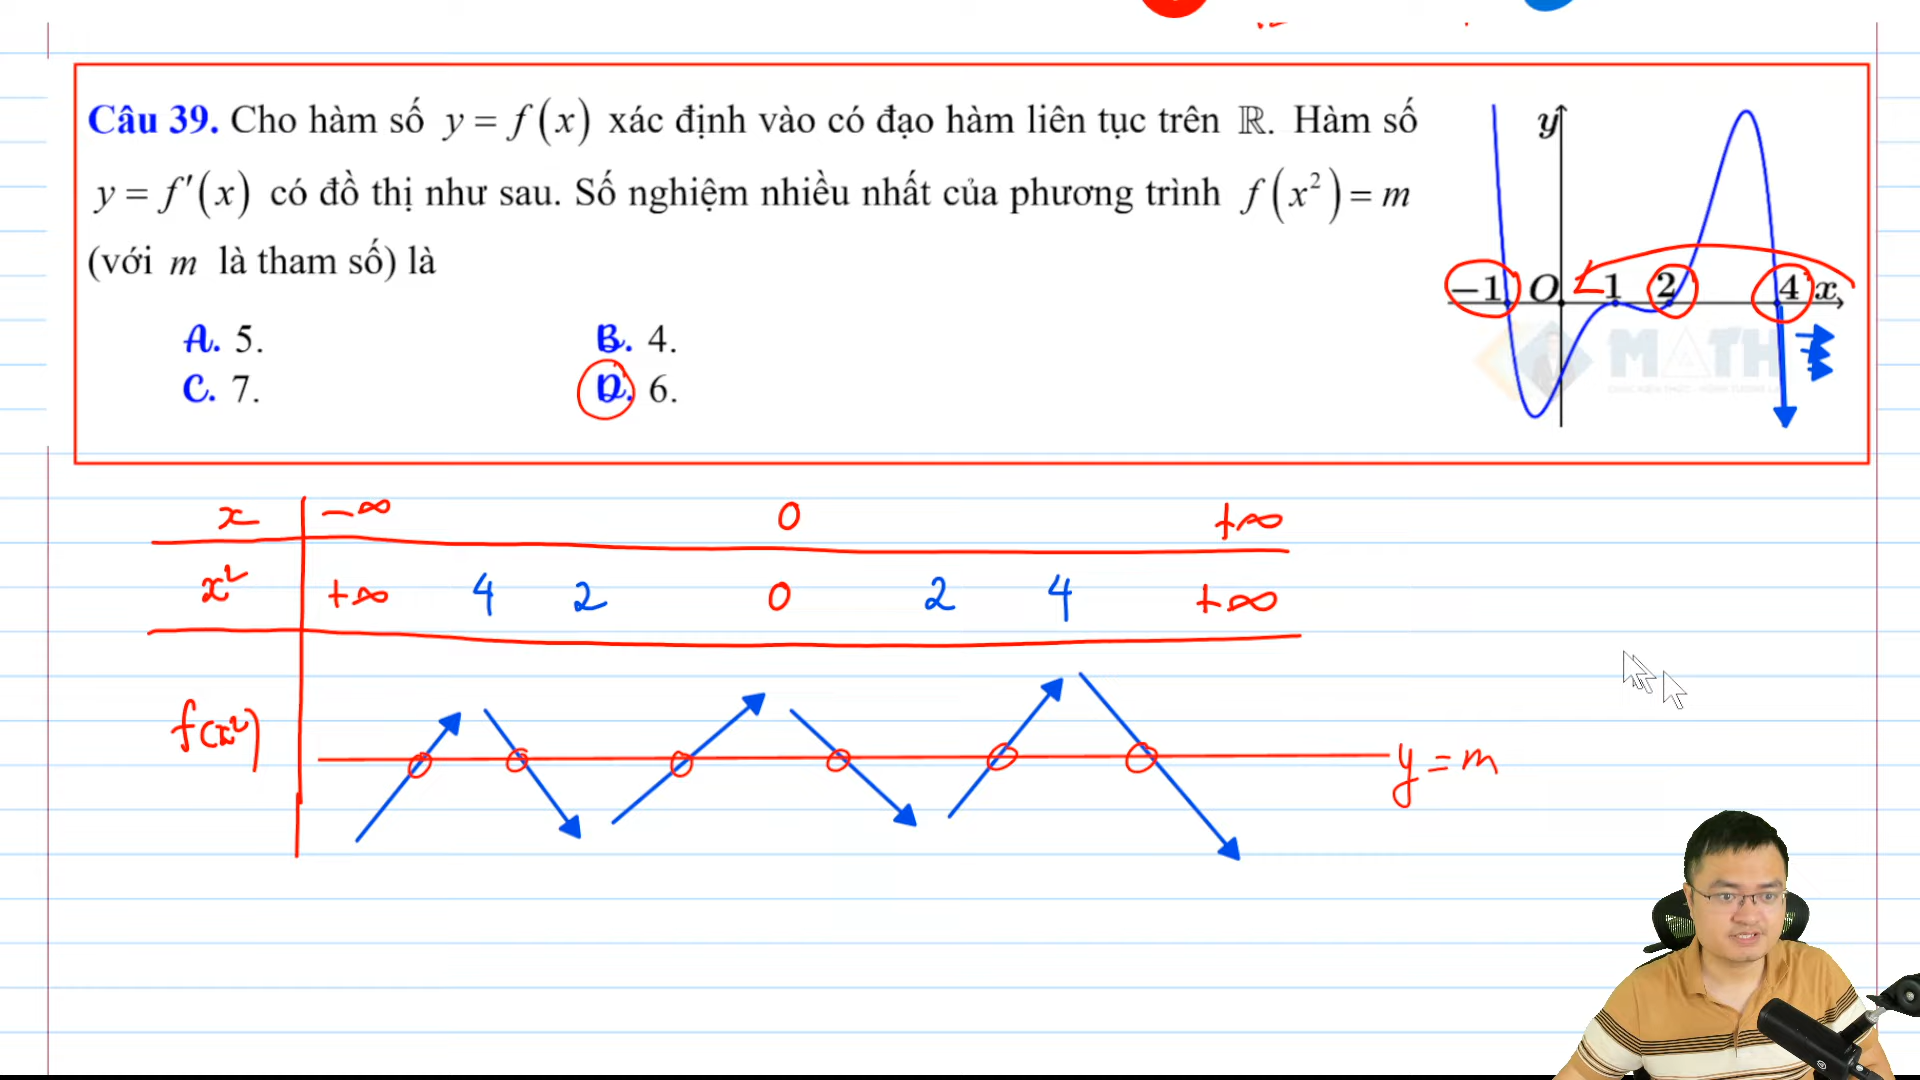 Câu 39. Cho hàm số y = f(x) xác định vào có đạo hàm liên tục trên ℝ. Hàm số
y = f'(x) có đồ thị như sau. Số nghiệm nhiều nhất của phương trình f(x²) = m
(với m là tham số) là
A. 5. B. 4.
C. 7. D. 6.
y
−1 O 1 2 4 x
MATH
x −∞ 0 +∞
x² +∞ 4 2 0 2 4 +∞
f(x²)
y = m